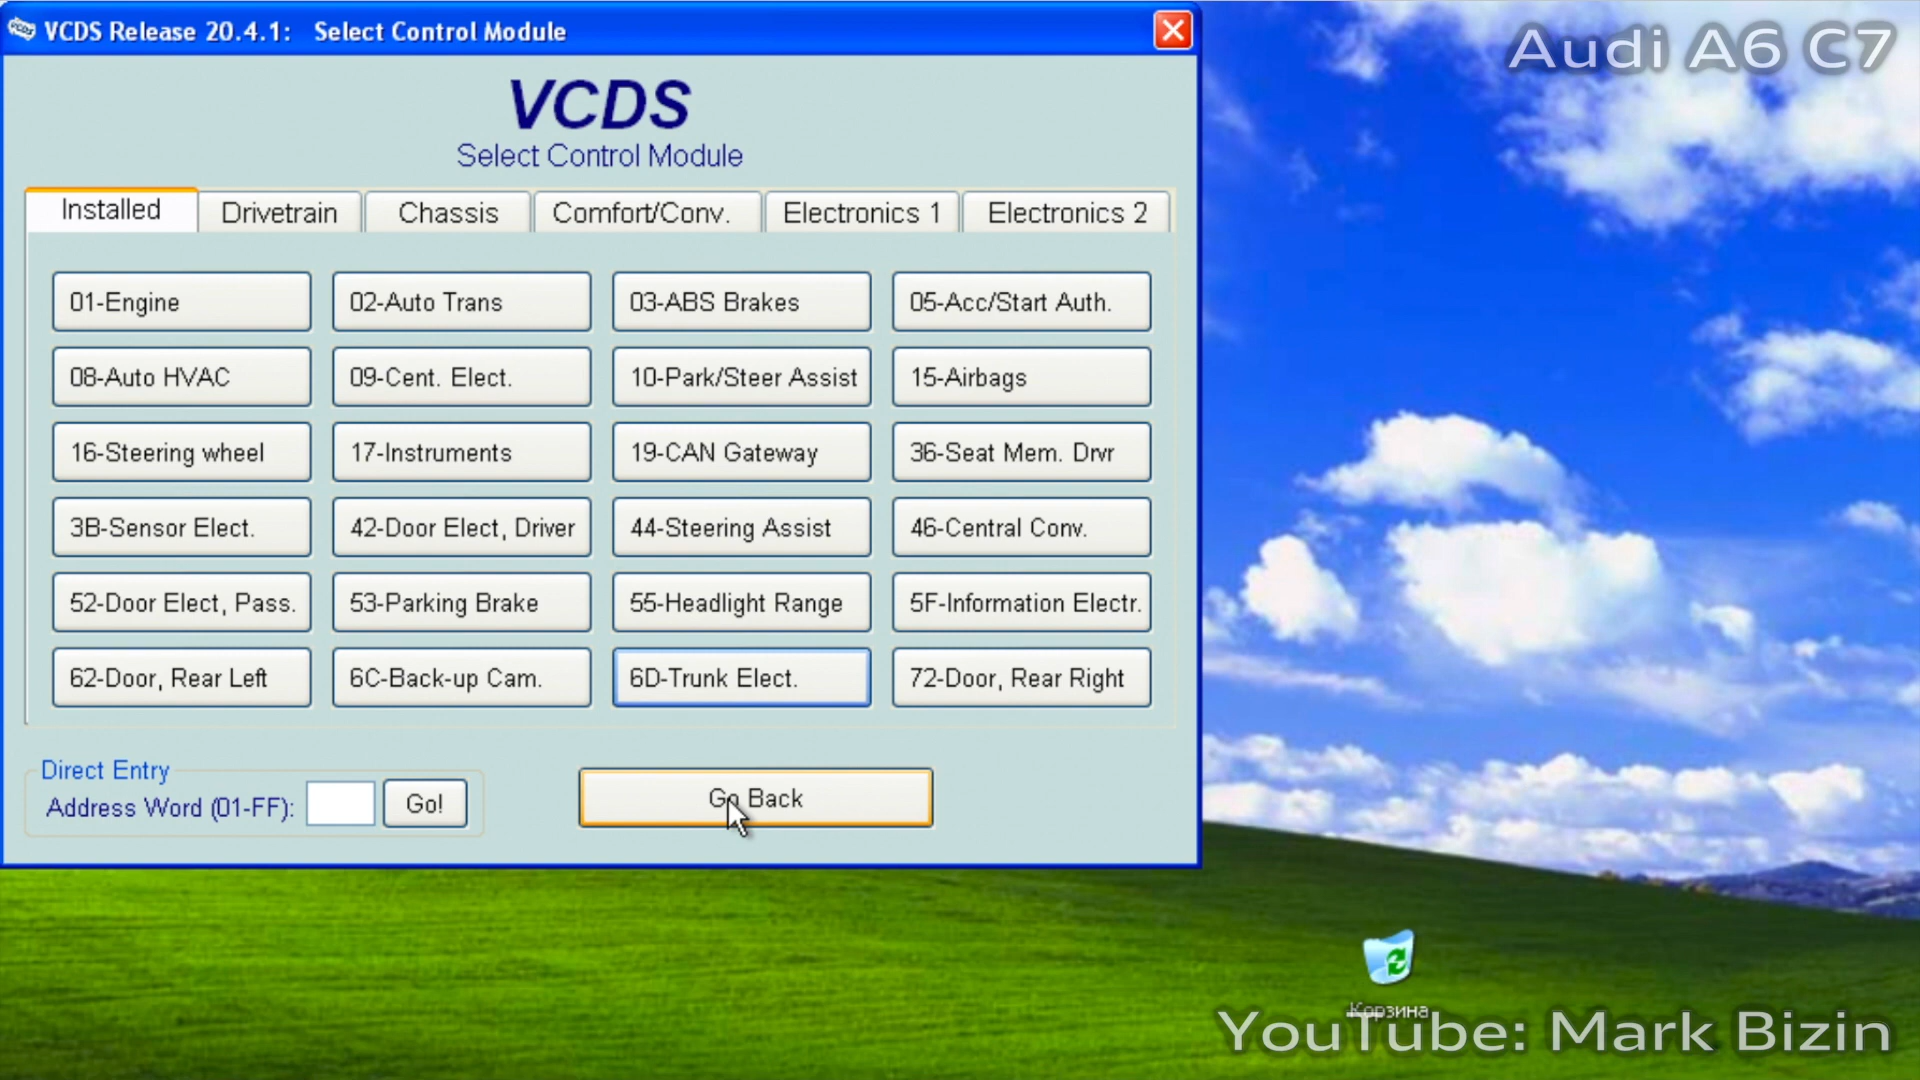 VCDS Release 20.4.1: Select Control Module
Audi A6 C7
VCDS
Select Control Module
Installed Drivetrain Chassis Comfort/Conv. Electronics 1 Electronics 2
01-Engine 02-Auto Trans 03-ABS Brakes 05-Acc/Start Auth.
08-Auto HVAC 09-Cent. Elect. 10-Park/Steer Assist 15-Airbags
16-Steering wheel 17-Instruments 19-CAN Gateway 36-Seat Mem. Drvr
3B-Sensor Elect. 42-Door Elect, Driver 44-Steering Assist 46-Central Conv.
52-Door Elect, Pass. 53-Parking Brake 55-Headlight Range 5F-Information Electr.
62-Door, Rear Left 6C-Back-up Cam. 6D-Trunk Elect. 72-Door, Rear Right
Direct Entry
Address Word (01-FF): Go! Go Back
Корзина
YouTube: Mark Bizin